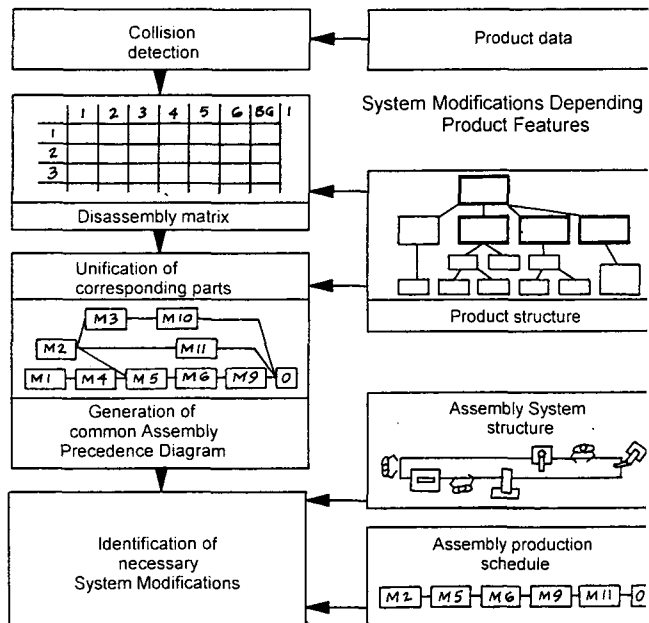 Collision
detection
Product data
1 2 3 4 5 6 BG 1
1
2
3
Disassembly matrix
System Modifications Depending
Product Features
Product structure
Unification of
corresponding parts
M3 M10
M2 M11
M1 M4 M5 M6 M9 O
Generation of
common Assembly
Precedence Diagram
Assembly System
structure
Identification of
necessary
System Modifications
Assembly production
schedule
M2 M5 M6 M9 M11 O